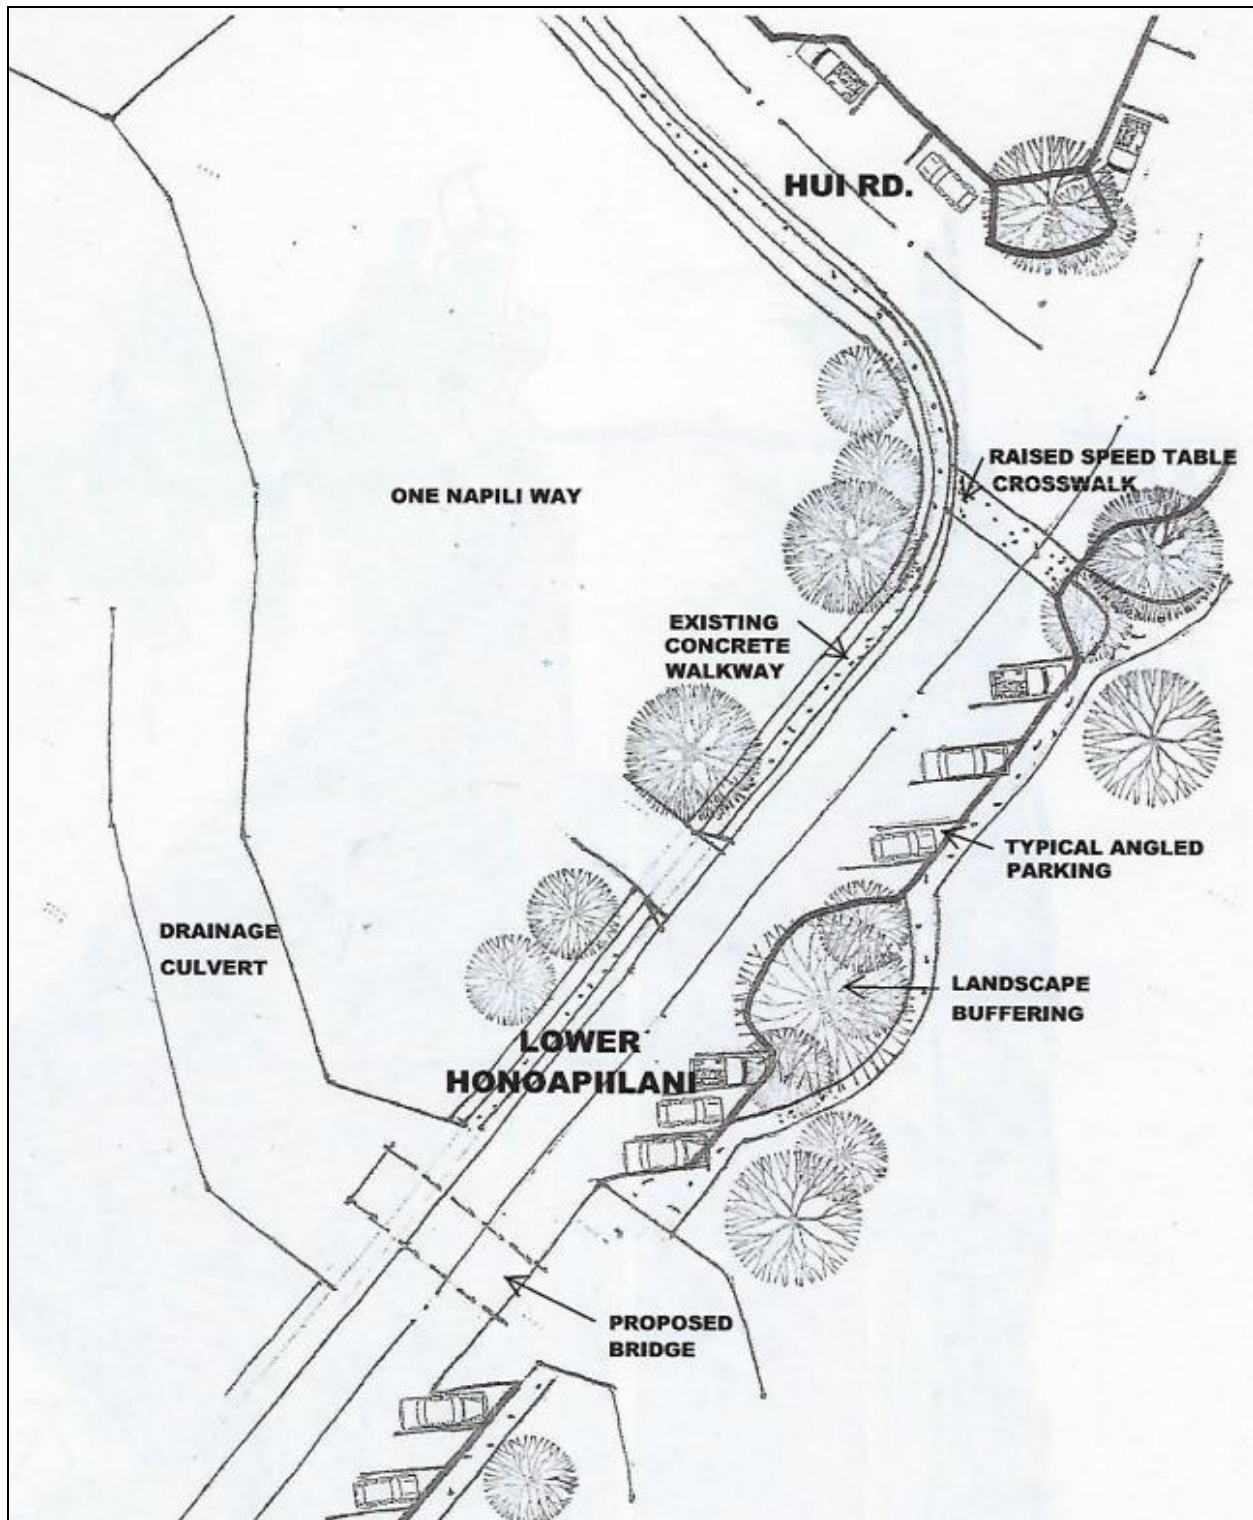 HUI RD.
RAISED SPEED TABLE
CROSSWALK
ONE NAPILI WAY
EXISTING
CONCRETE
WALKWAY
TYPICAL ANGLED
PARKING
DRAINAGE
CULVERT
LANDSCAPE
BUFFERING
LOWER
HONOAPIILANI
PROPOSED
BRIDGE